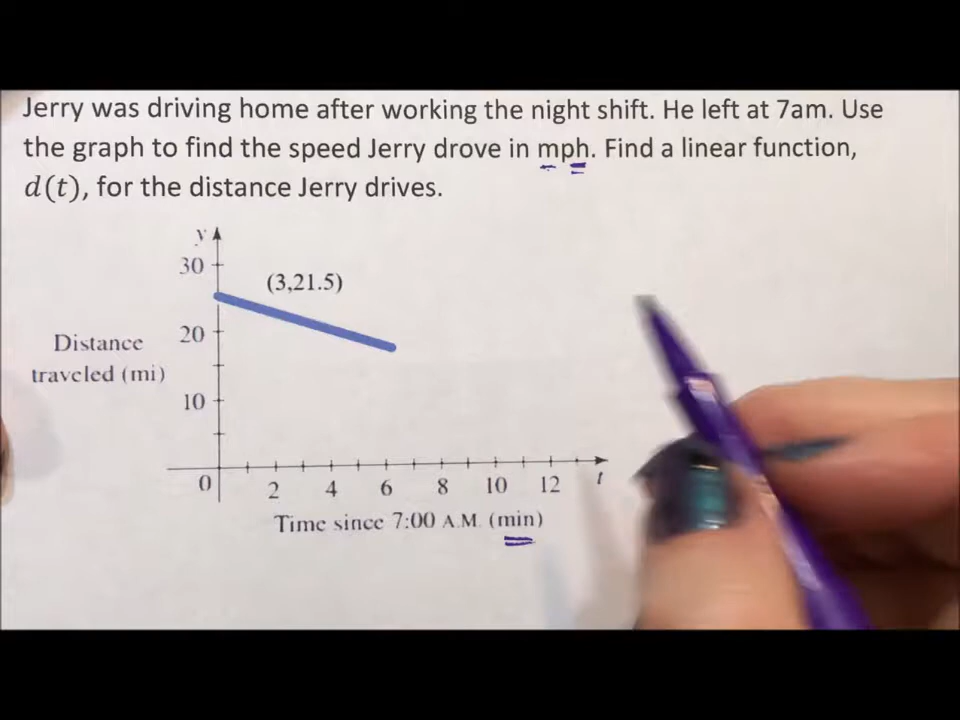 Jerry was driving home after working the night shift. He left at 7am. Use
the graph to find the speed Jerry drove in mph. Find a linear function,
d(t), for the distance Jerry drives.
y
30
(3,21.5)
20
Distance
traveled (mi)
10
0
2 4 6 8 10 12 t
Time since 7:00 A.M. (min)